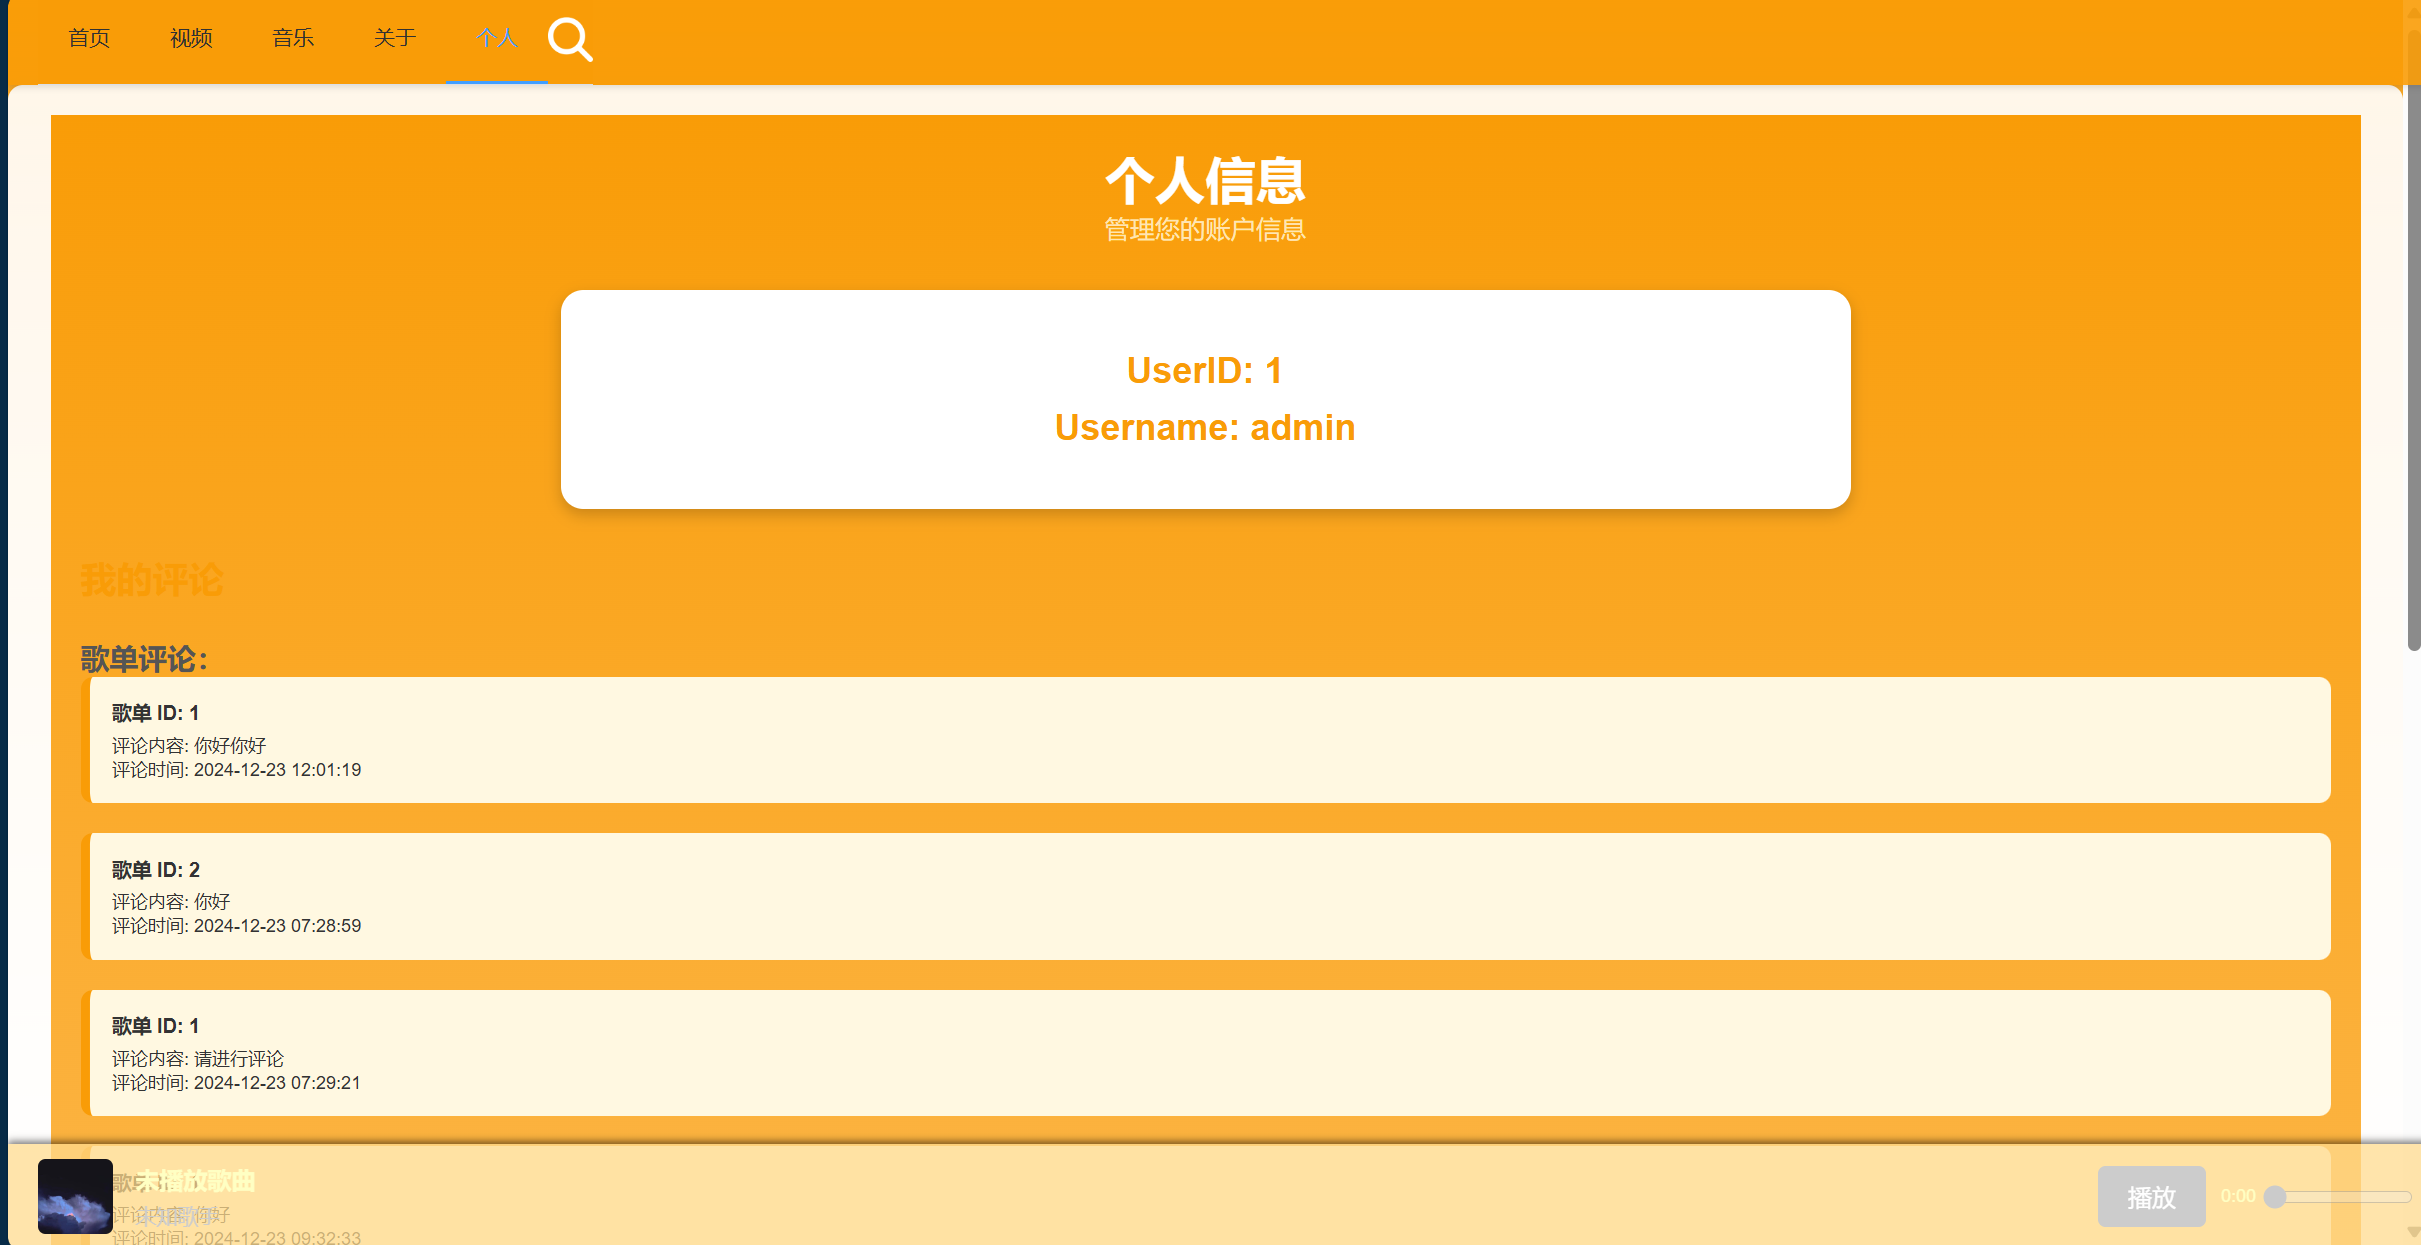 首页 视频 音乐 关于 个人
个人信息
管理您的账户信息
UserID: 1
Username: admin
我的评论
歌单评论：
歌单 ID: 1
评论内容: 你好你好
评论时间: 2024-12-23 12:01:19
歌单 ID: 2
评论内容: 你好
评论时间: 2024-12-23 07:28:59
歌单 ID: 1
评论内容: 请进行评论
评论时间: 2024-12-23 07:29:21
未播放歌曲
未知歌手
评论内容: 你好
评论时间: 2024-12-23 09:32:33
播放 0:00